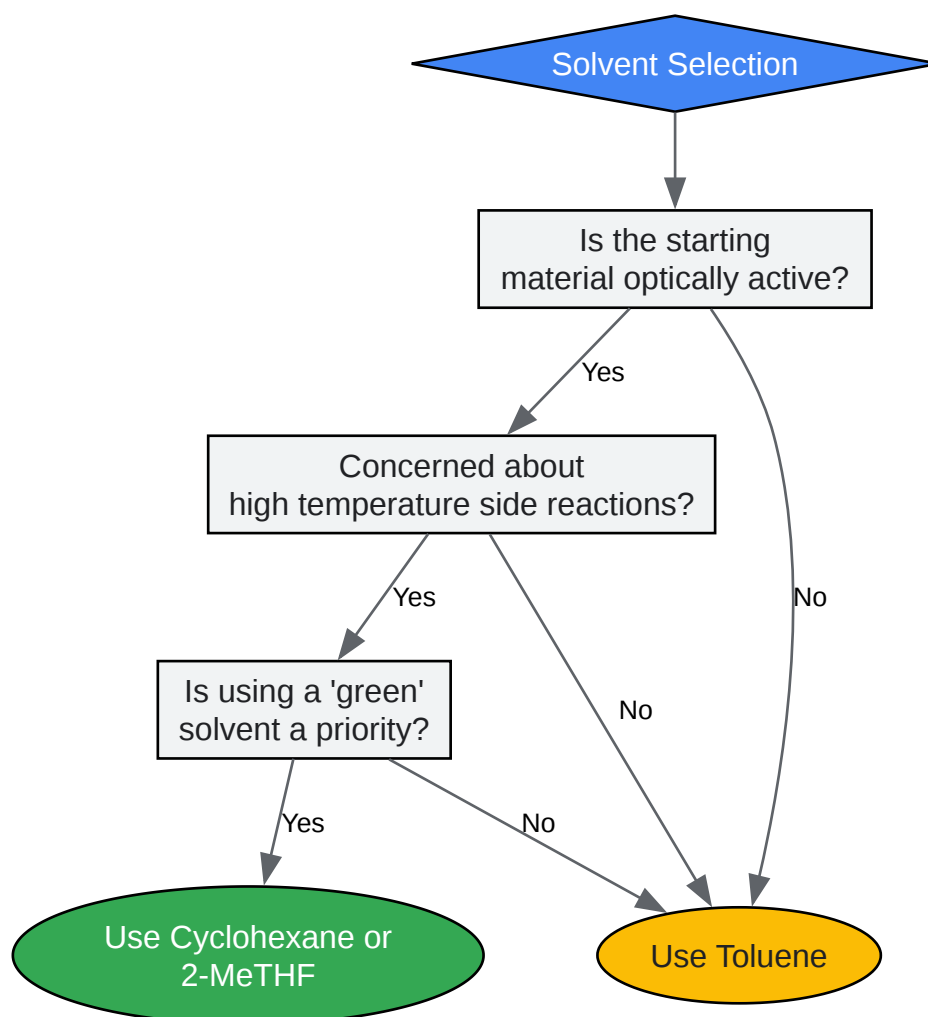 Solvent Selection
Is the starting
material optically active?
Yes
Concerned about
high temperature side reactions?
Yes
No
Is using a 'green'
solvent a priority?
No
Yes
No
Use Cyclohexane or
2-MeTHF
Use Toluene